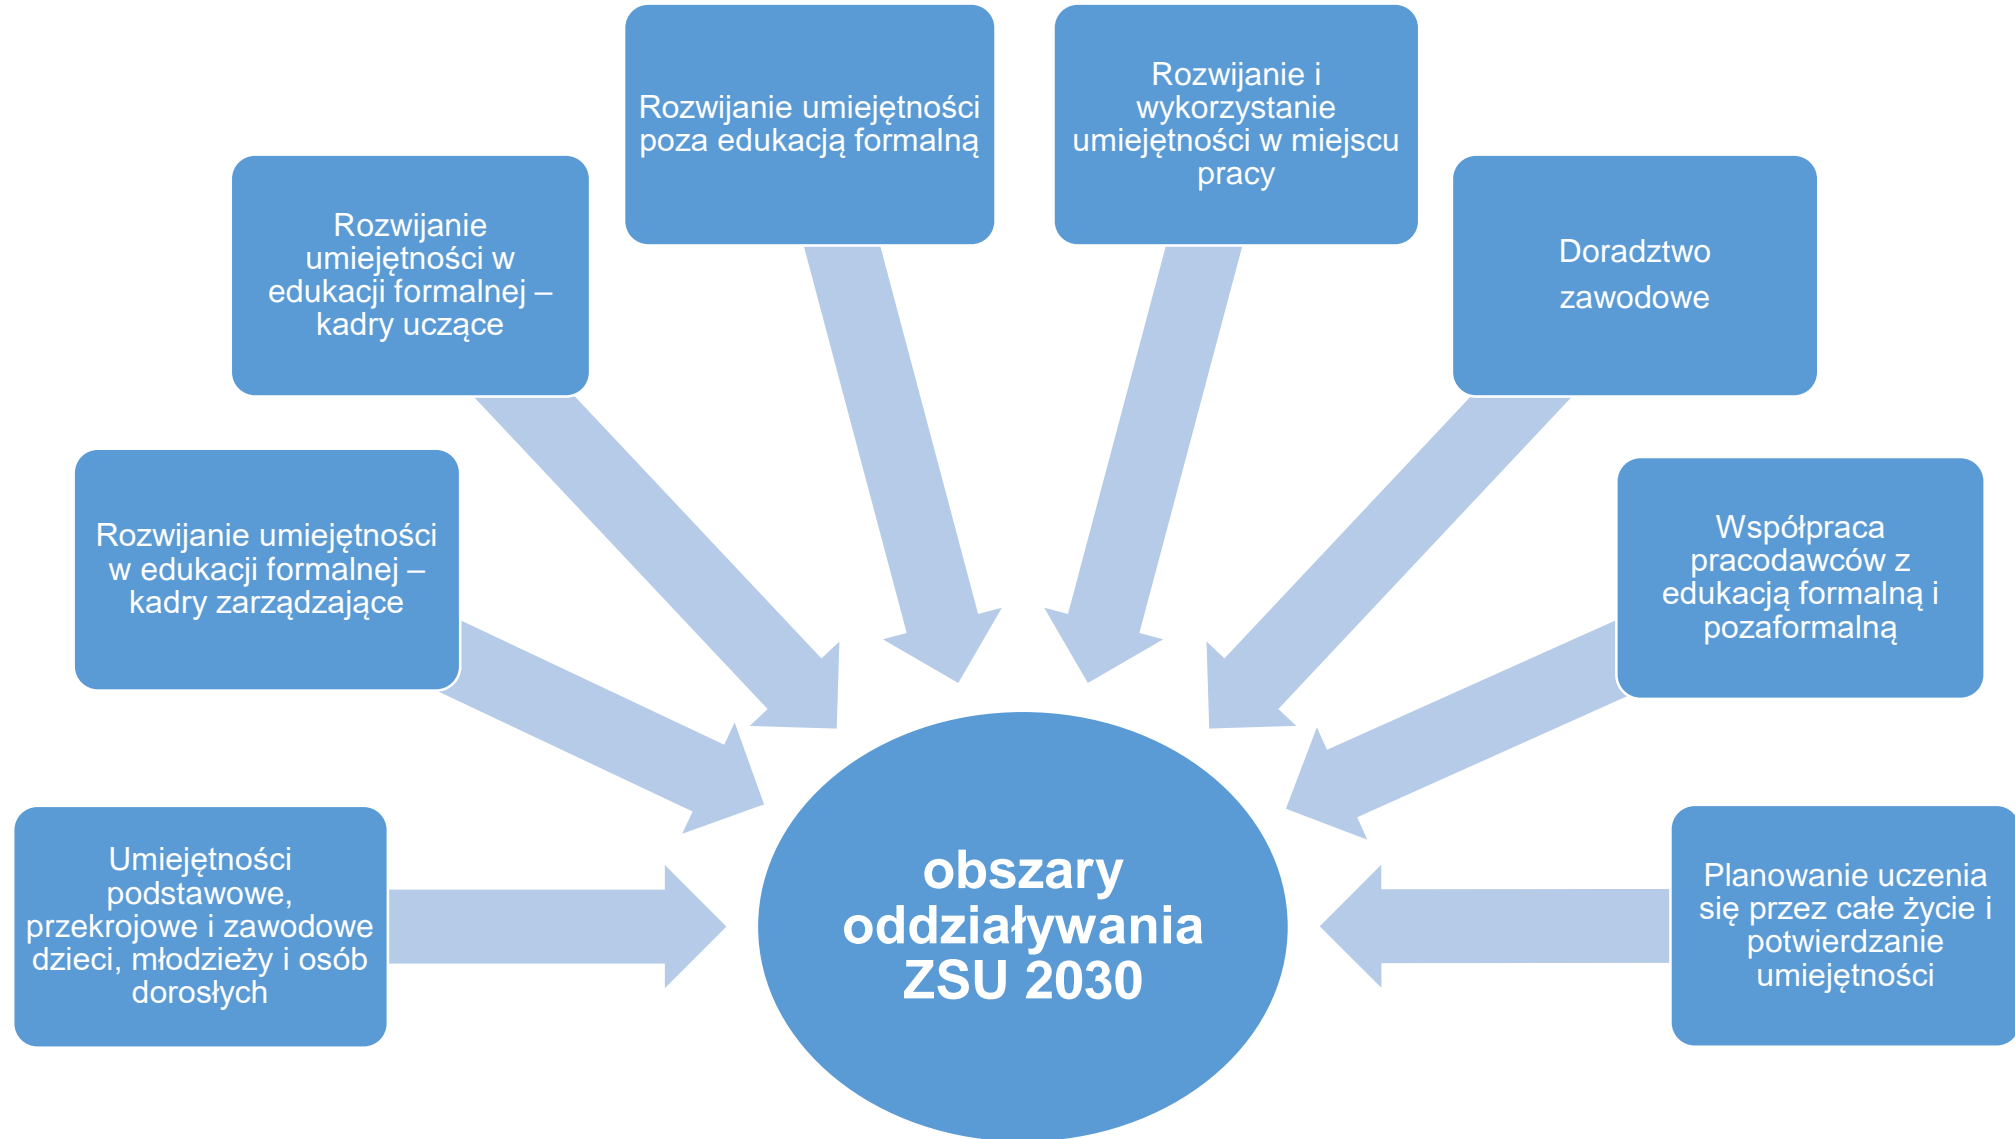 Umiejętności
podstawowe,
przekrojowe i zawodowe
dzieci, młodzieży i osób
dorosłych
Rozwijanie umiejętności
w edukacji formalnej –
kadry zarządzające
Rozwijanie
umiejętności w
edukacji formalnej –
kadry uczące
Rozwijanie umiejętności
poza edukacją formalną
Rozwijanie i
wykorzystanie
umiejętności w miejscu
pracy
Doradztwo
zawodowe
Współpraca
pracodawców z
edukacją formalną i
pozaformalną
Planowanie uczenia
się przez całe życie i
potwierdzanie
umiejętności
obszary
oddziaływania
ZSU 2030